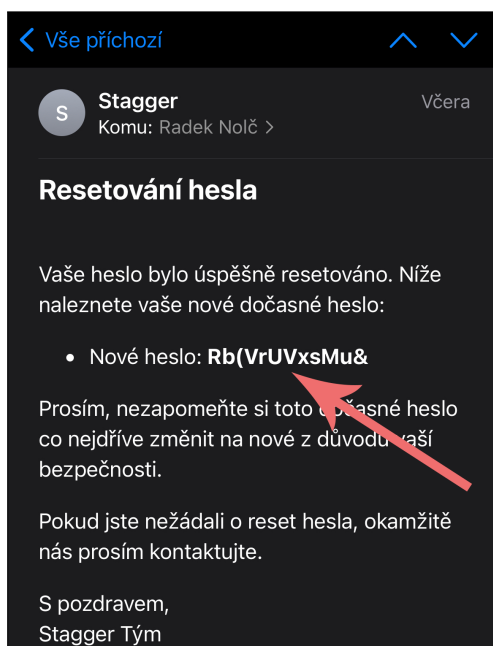 Vše příchozí
S
Stagger
Včera
Komu: Radek Nolč
Resetování hesla
Vaše heslo bylo úspěšně resetováno. Níže
naleznete vaše nové dočasné heslo:
• Nové heslo: Rb(VrUVxsMu&
Prosím, nezapomeňte si toto dočasné heslo
co nejdříve změnit na nové z důvodu vaší
bezpečnosti.
Pokud jste nežádali o reset hesla, okamžitě
nás prosím kontaktujte.
S pozdravem,
Stagger Tým